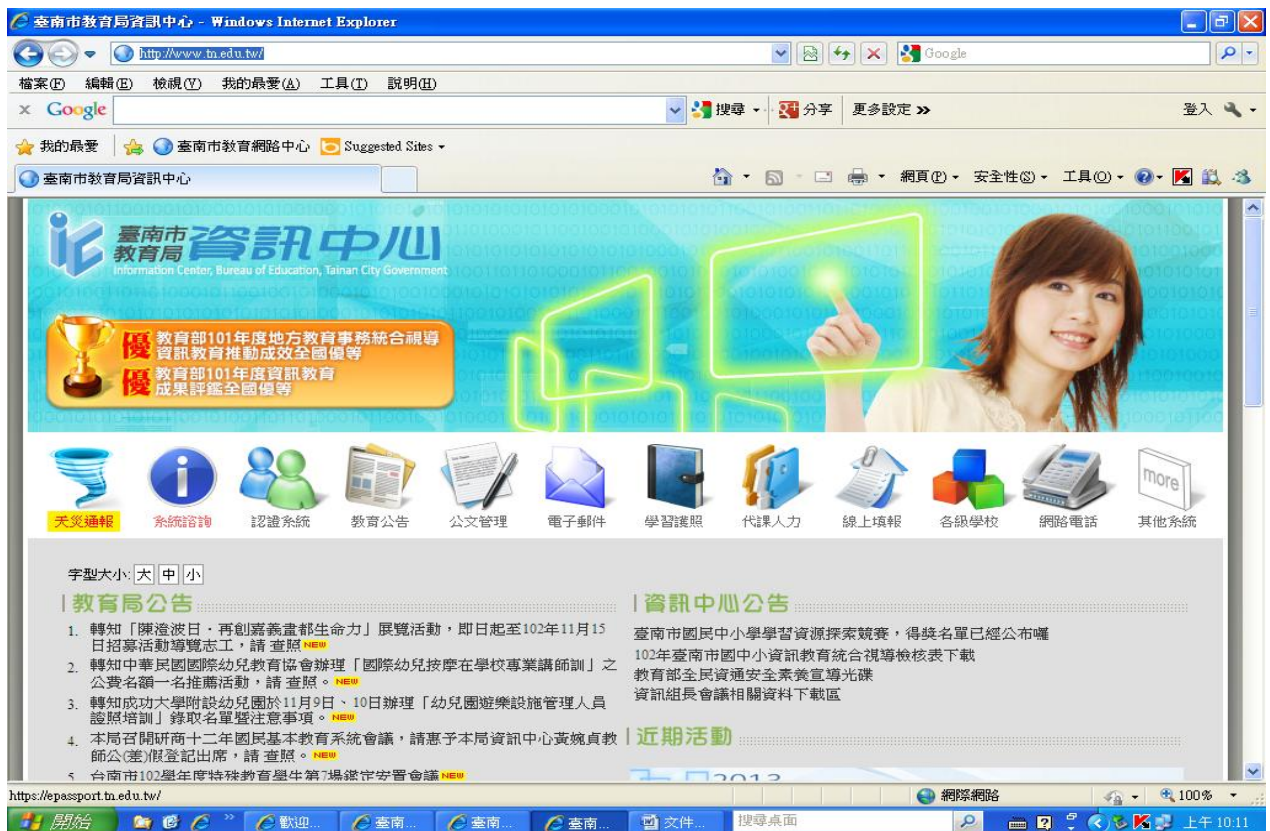 臺南市教育局資訊中心 - Windows Internet Explorer
http://www.tn.edu.tw/
Google
檔案(F) 編輯(E) 檢視(V) 我的最愛(A) 工具(T) 說明(H)
x Google 搜尋 分享 更多設定 » 登入
我的最愛 臺南市教育網路中心 Suggested Sites
臺南市教育局資訊中心 網頁(P) 安全性(S) 工具(O)
臺南市教育局資訊中心
Information Center, Bureau of Education, Tainan City Government
優 教育部101年度地方教育事務統合視導
資訊教育推動成效全國優等
優 教育部101年度資訊教育
成果評鑑全國優等
more
天災通報 系統諮詢 認證系統 教育公告 公文管理 電子郵件 學習護照 代課人力 線上填報 各級學校 網路電話 其他系統
字型大小: 大 中 小
教育局公告
1. 轉知「陳澄波日．再創嘉義畫都生命力」展覽活動，即日起至102年11月15
日招募活動導覽志工，請 查照 NEW
2. 轉知中華民國國際幼兒教育協會辦理「國際幼兒按摩在學校專業講師訓」之
公費名額一名推薦活動，請 查照。 NEW
3. 轉知成功大學附設幼兒園於11月9日、10日辦理「幼兒園遊樂設施管理人員
證照培訓」錄取名單暨注意事項。 NEW
4. 本局召開研商十二年國民基本教育系統會議，請惠予本局資訊中心黃婉貞教
師公(差)假登記出席，請 查照。 NEW
5. 台南市102學年度特殊教育學生第7場鑑定安置會議 NEW
資訊中心公告
臺南市國民中小學學習資源探索競賽，得獎名單已經公布囉
102年臺南市國中小資訊教育統合視導檢核表下載
教育部全民資通安全素養宣導光碟
資訊組長會議相關資料下載區
近期活動
2013
https://epassport.tn.edu.tw/ 網際網路 100%
開始 歡迎... 臺南... 臺南... 臺南... 文件... 搜尋桌面 上午 10:11